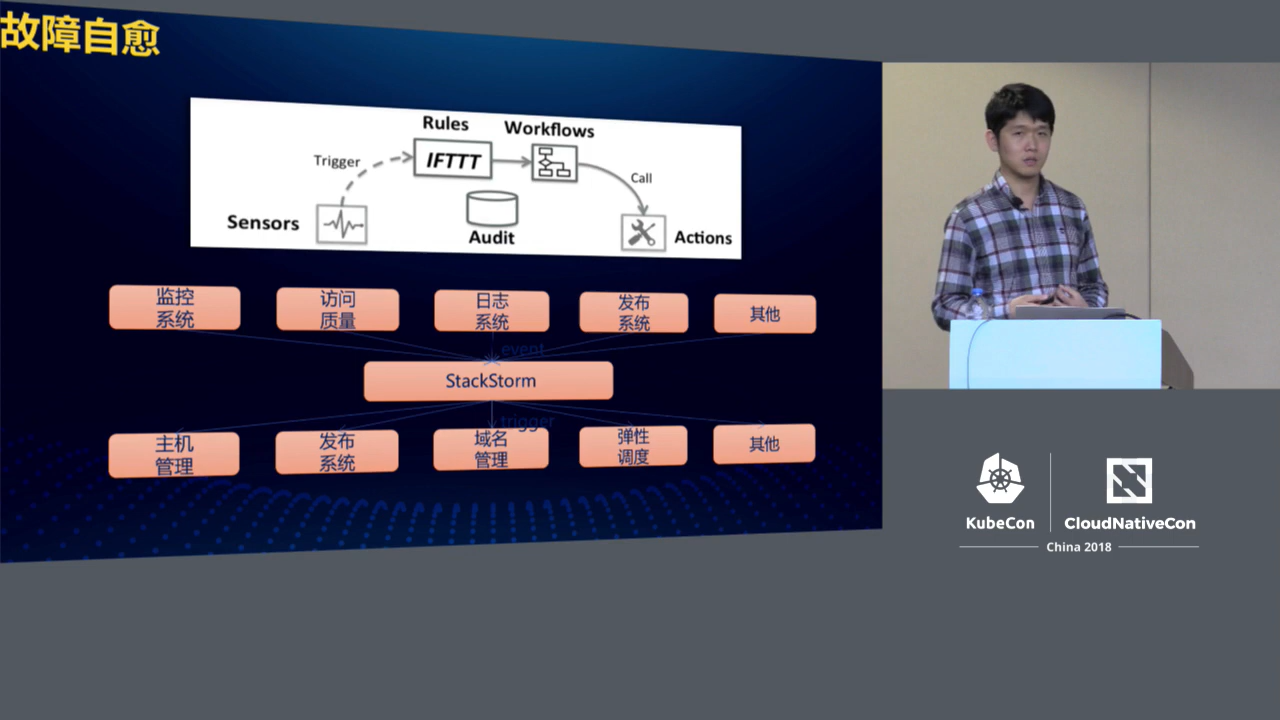 故障自愈
Rules
Workflows
Trigger
IFTTT
Call
Sensors
Audit
Actions
监控
系统
访问
质量
日志
系统
发布
系统
其他
event
StackStorm
trigger
主机
管理
发布
系统
域名
管理
弹性
调度
其他
KubeCon
CloudNativeCon
China 2018